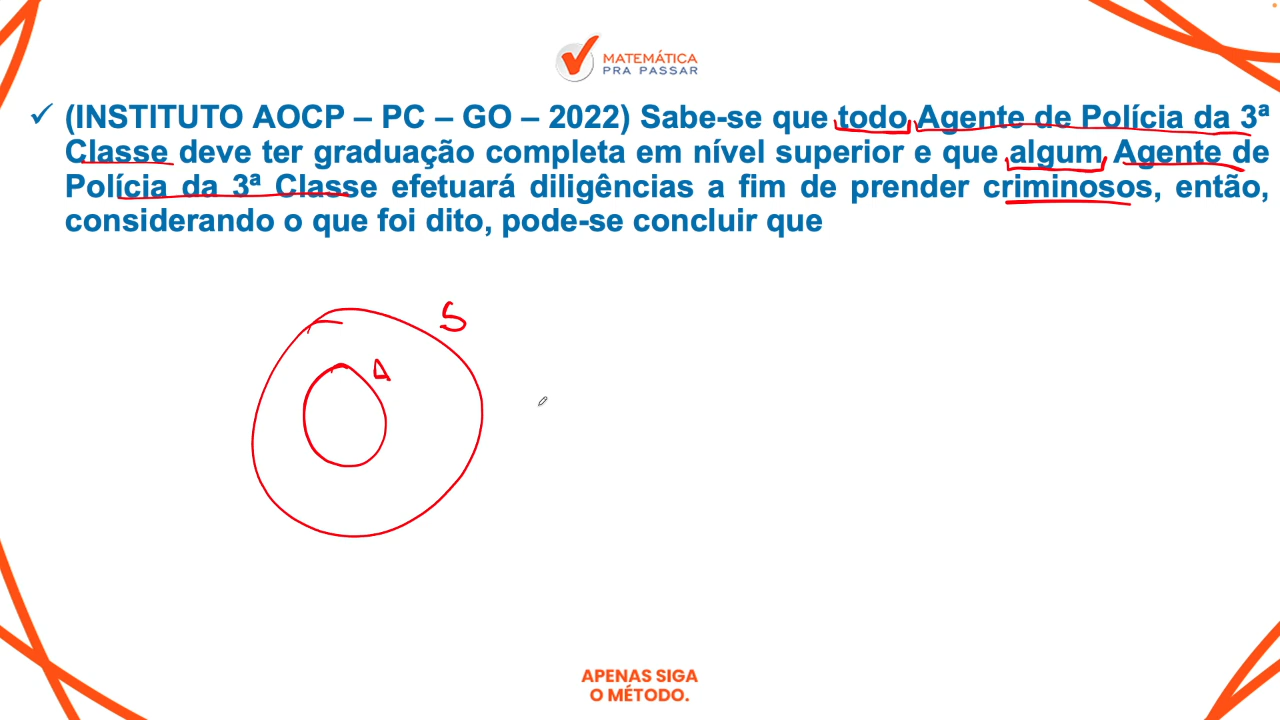 MATEMÁTICA
PRA PASSAR
✓ (INSTITUTO AOCP – PC – GO – 2022) Sabe-se que todo Agente de Polícia da 3ª
Classe deve ter graduação completa em nível superior e que algum Agente de
Polícia da 3ª Classe efetuará diligências a fim de prender criminosos, então,
considerando o que foi dito, pode-se concluir que
S
A
APENAS SIGA
O MÉTODO.